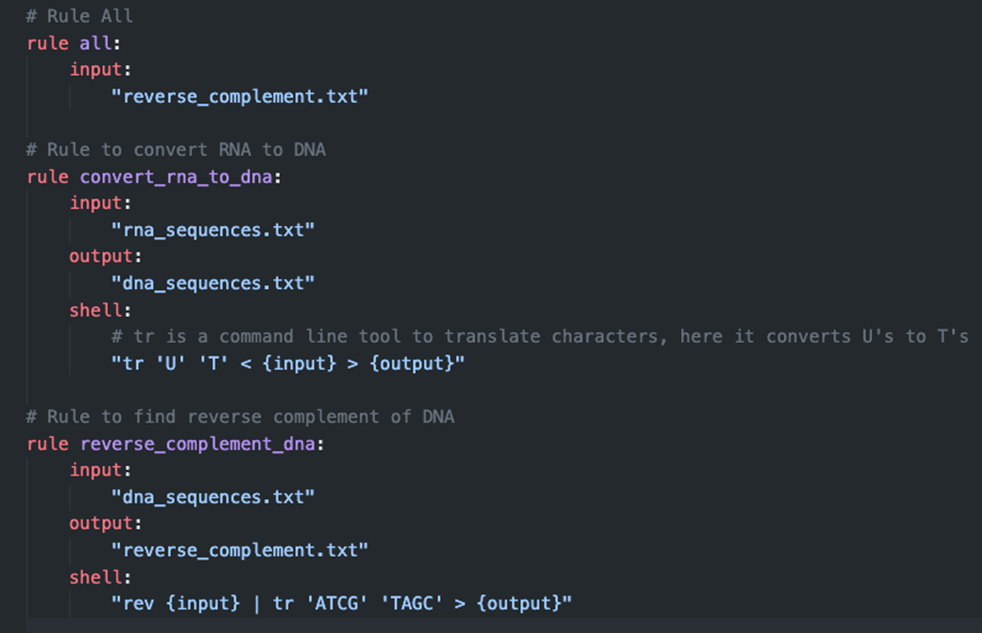 # Rule All
rule all:
    input:
        "reverse_complement.txt"

# Rule to convert RNA to DNA
rule convert_rna_to_dna:
    input:
        "rna_sequences.txt"
    output:
        "dna_sequences.txt"
    shell:
        # tr is a command line tool to translate characters, here it converts U's to T's
        "tr 'U' 'T' < {input} > {output}"

# Rule to find reverse complement of DNA
rule reverse_complement_dna:
    input:
        "dna_sequences.txt"
    output:
        "reverse_complement.txt"
    shell:
        "rev {input} | tr 'ATCG' 'TAGC' > {output}"